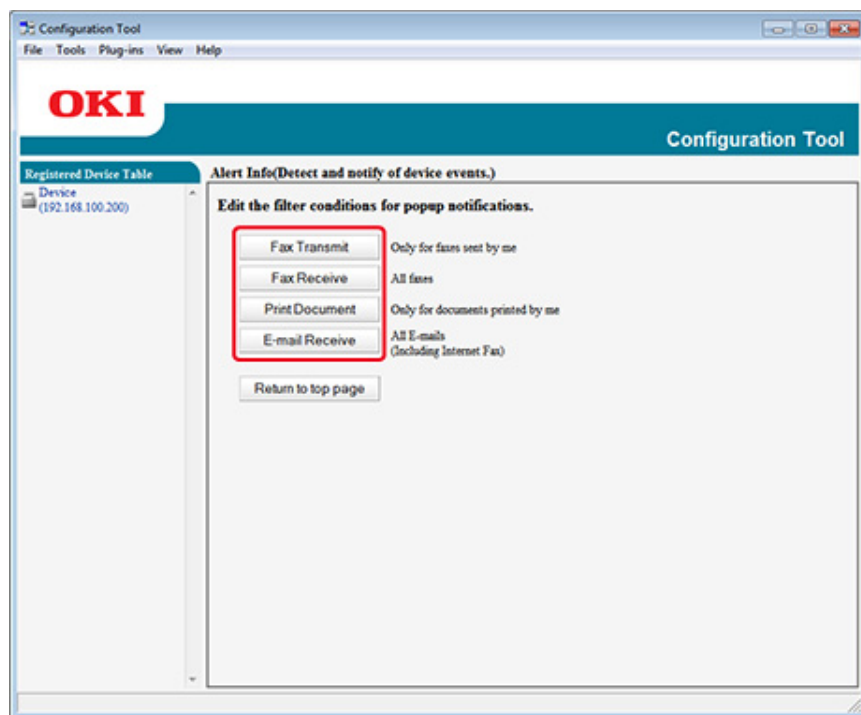 Configuration Tool
File Tools Plug-ins View Help
OKI
Configuration Tool
Registered Device Table
Device
(192.168.100.200)
Alert Info(Detect and notify of device events.)
Edit the filter conditions for popup notifications.
Fax Transmit Only for faxes sent by me
Fax Receive All faxes
Print Document Only for documents printed by me
E-mail Receive All E-mails
(Including Internet Fax)
Return to top page